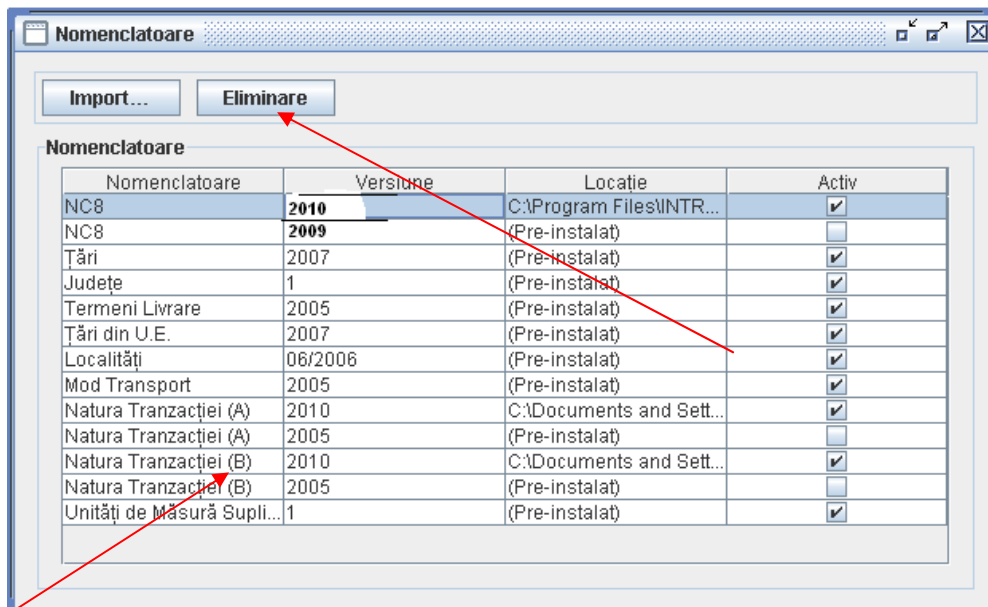 Nomenclatoare
Import... Eliminare
Nomenclatoare
Nomenclatoare Versiune Locație Activ
NC8 2010 C:\Program Files\INTR...
NC8 2009 (Pre-instalat)
Țări 2007 (Pre-instalat)
Județe 1 (Pre-instalat)
Termeni Livrare 2005 (Pre-instalat)
Țări din U.E. 2007 (Pre-instalat)
Localități 06/2006 (Pre-instalat)
Mod Transport 2005 (Pre-instalat)
Natura Tranzacției (A) 2010 C:\Documents and Sett...
Natura Tranzacției (A) 2005 (Pre-instalat)
Natura Tranzacției (B) 2010 C:\Documents and Sett...
Natura Tranzacției (B) 2005 (Pre-instalat)
Unități de Măsură Supli... 1 (Pre-instalat)